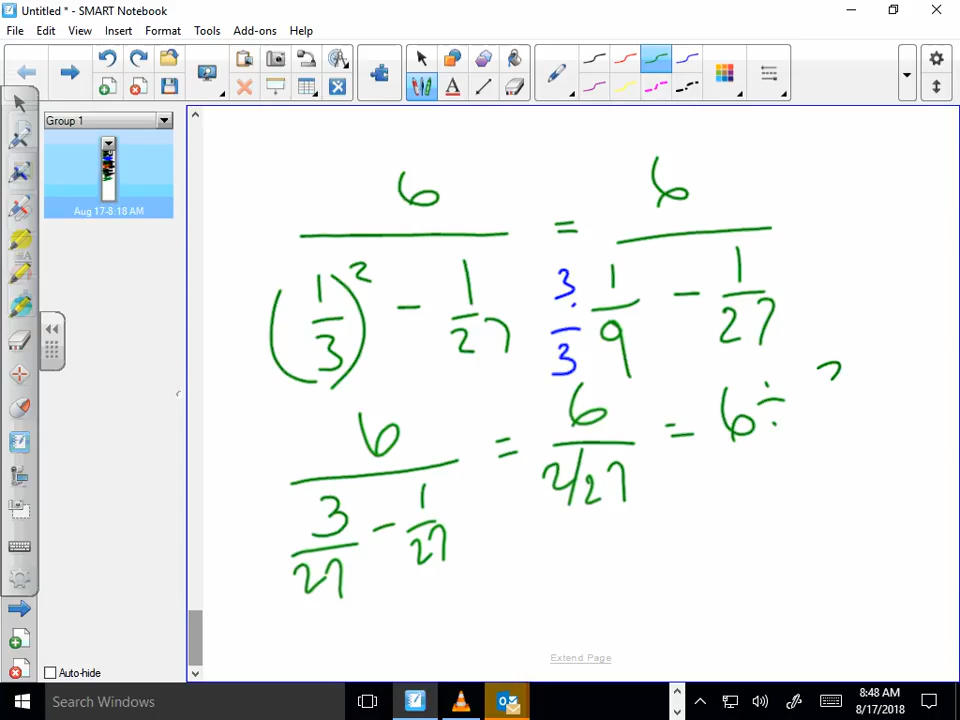 Untitled * - SMART Notebook
File Edit View Insert Format Tools Add-ons Help
Group 1
Aug 17-8:18 AM
6 = 6
(1/3)² - 1/27 3/3 · 1/9 - 1/27
6 = 6 = 6 ÷ 2
3/27 - 1/27 2/27
Extend Page
Auto-hide
Search Windows
8:48 AM
8/17/2018